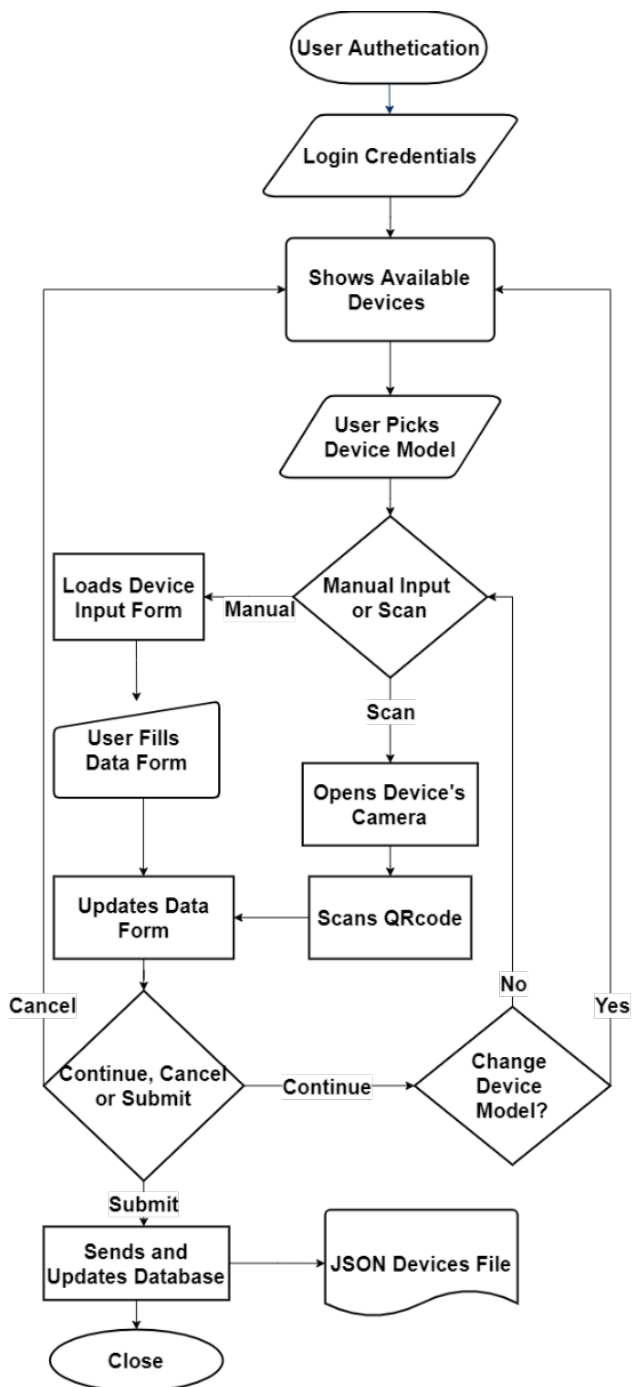 User Authetication
Login Credentials
Shows Available
Devices
User Picks
Device Model
Manual Input
or Scan
Manual
Loads Device
Input Form
Scan
User Fills
Data Form
Opens Device's
Camera
Updates Data
Form
Scans QRcode
Cancel
No
Yes
Continue, Cancel
or Submit
Continue
Change
Device
Model?
Submit
Sends and
Updates Database
JSON Devices File
Close